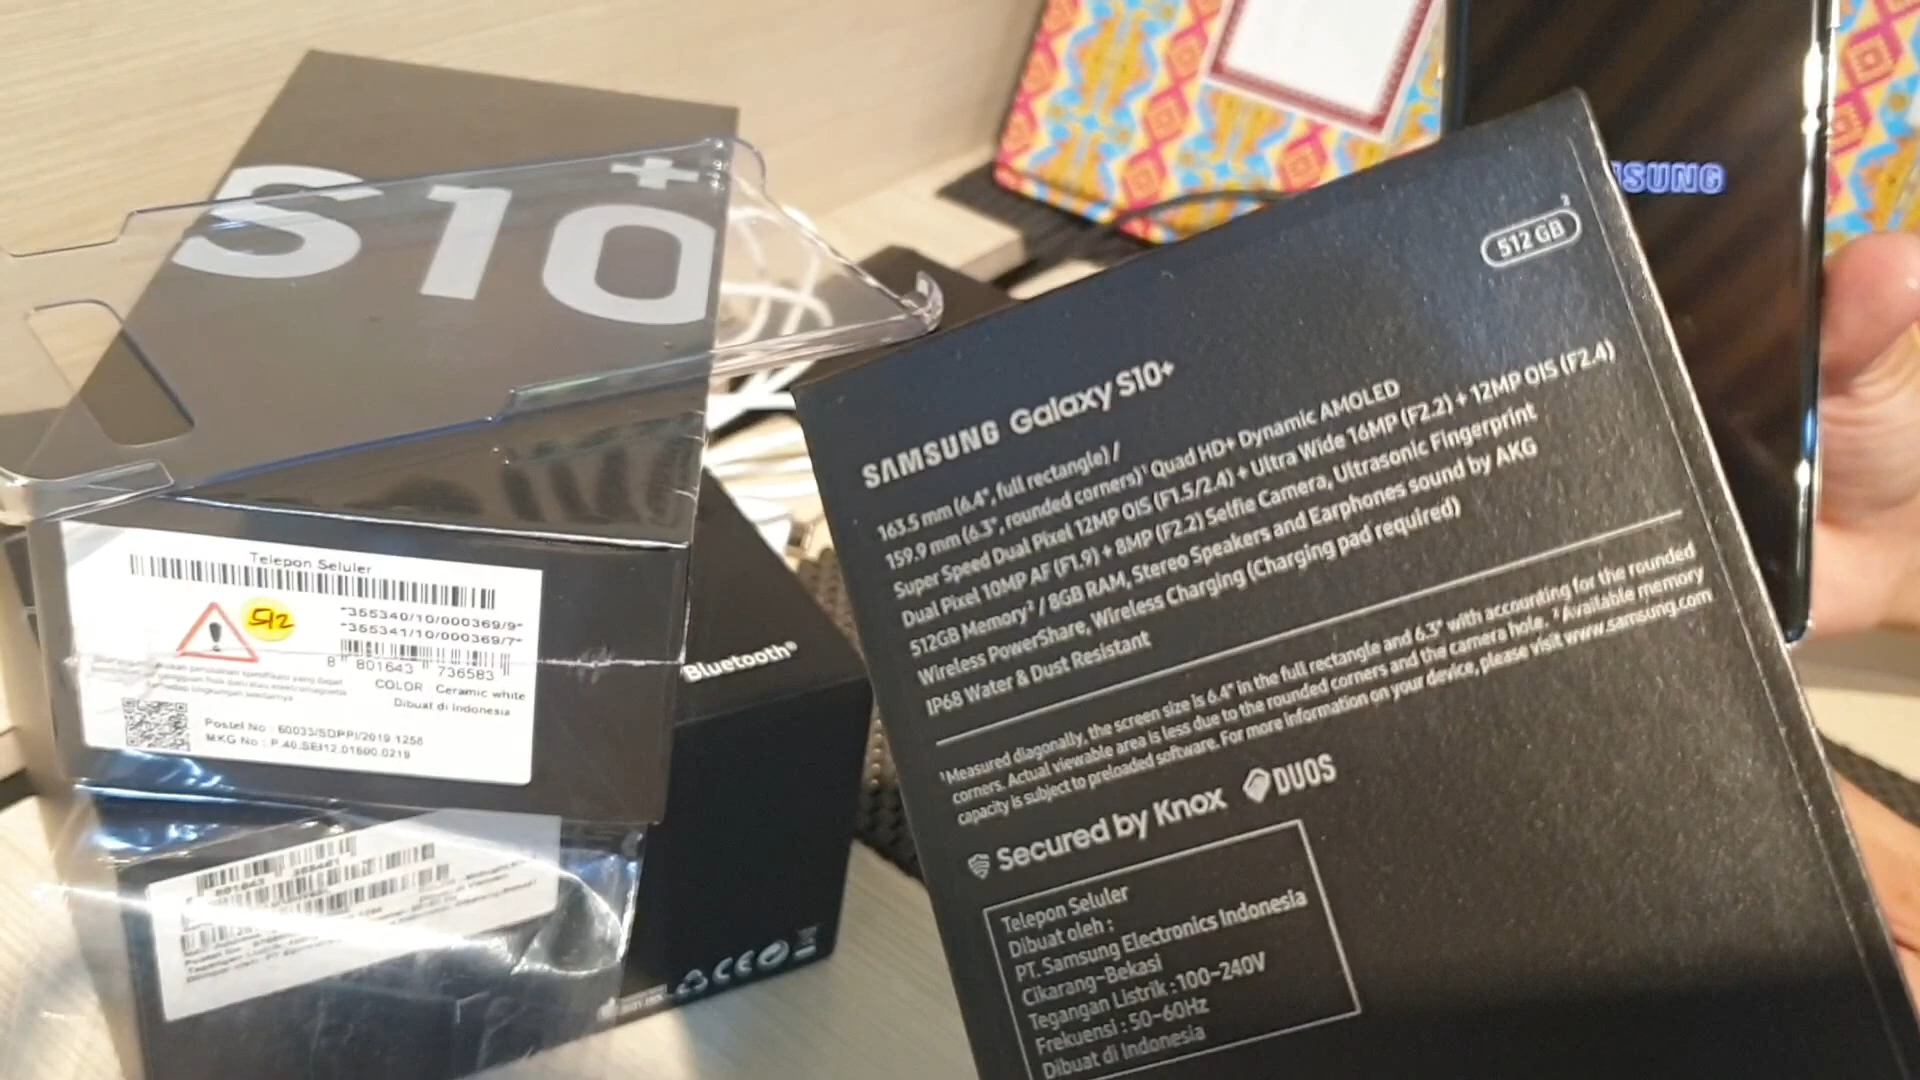 S10+
Telepon Seluler
512
"355340/10/000369/9"
"355341/10/000369/7"
8 801643 736583
COLOR : Ceramic white
Dibuat di Indonesia
Postel No : 60033/SDPPI/2019 1258
MKG No : P.40.SEI12.01690.0219
Bluetooth®
SAMSUNG
512 GB²
SAMSUNG Galaxy S10+
163.5 mm (6.4", full rectangle) /
159.9 mm (6.3", rounded corners)¹ Quad HD+ Dynamic AMOLED
Super Speed Dual Pixel 12MP OIS (F1.5/2.4) + Ultra Wide 16MP (F2.2) + 12MP OIS (F2.4)
Dual Pixel 10MP AF (F1.9) + 8MP (F2.2) Selfie Camera, Ultrasonic Fingerprint
512GB Memory² / 8GB RAM, Stereo Speakers and Earphones sound by AKG
Wireless PowerShare, Wireless Charging (Charging pad required)
IP68 Water & Dust Resistant
¹Measured diagonally, the screen size is 6.4" in the full rectangle and 6.3" with accounting for the rounded
corners. Actual viewable area is less due to the rounded corners and the camera hole. ²Available memory
capacity is subject to preloaded software. For more information on your device, please visit www.samsung.com
Secured by Knox DUOS
Telepon Seluler
Dibuat oleh :
PT. Samsung Electronics Indonesia
Cikarang-Bekasi
Tegangan Listrik : 100-240V
Frekuensi : 50-60Hz
Dibuat di Indonesia